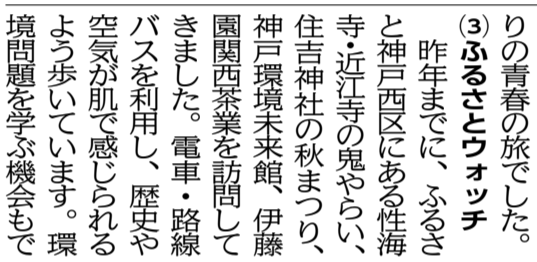 りの青春の旅でした。
(3)ふるさとウォッチ
　昨年までに、ふるさ
と神戸西区にある性海
寺・近江寺の鬼やらい、
住吉神社の秋まつり、
神戸環境未来館、伊藤
園関西茶業を訪問して
きました。電車・路線
バスを利用し、歴史や
空気が肌で感じられる
よう歩いています。環
境問題を学ぶ機会もで